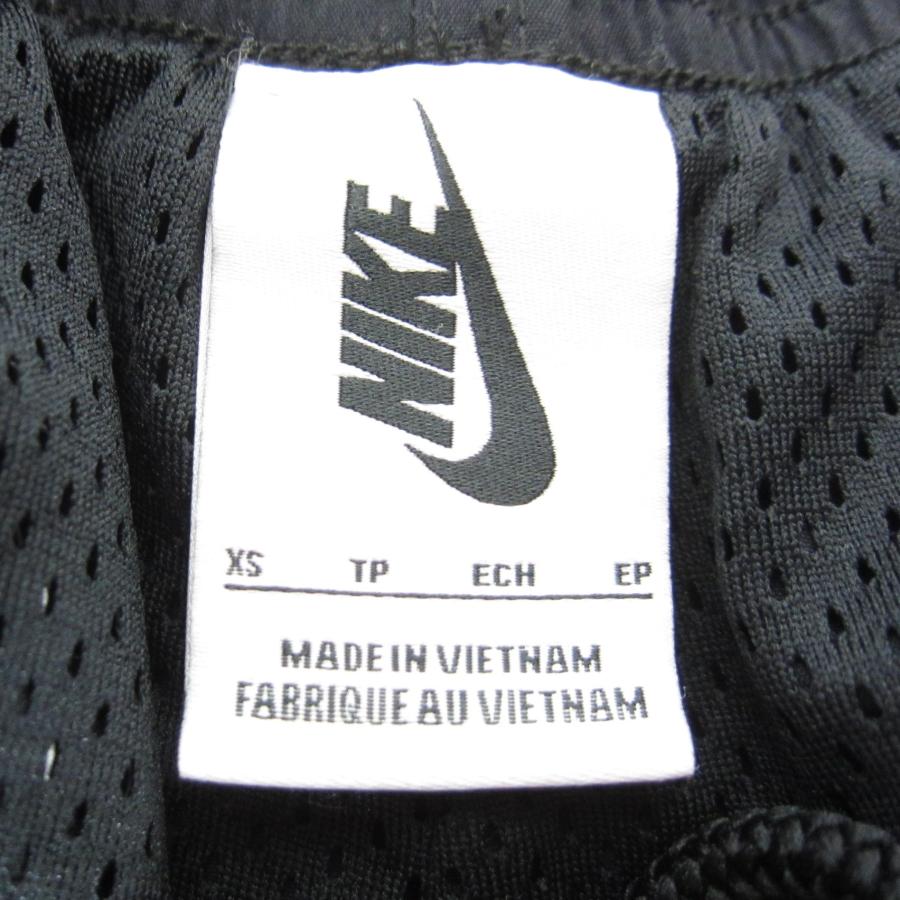 NIKE
XS TP ECH EP
MADE IN VIETNAM
FABRIQUE AU VIETNAM